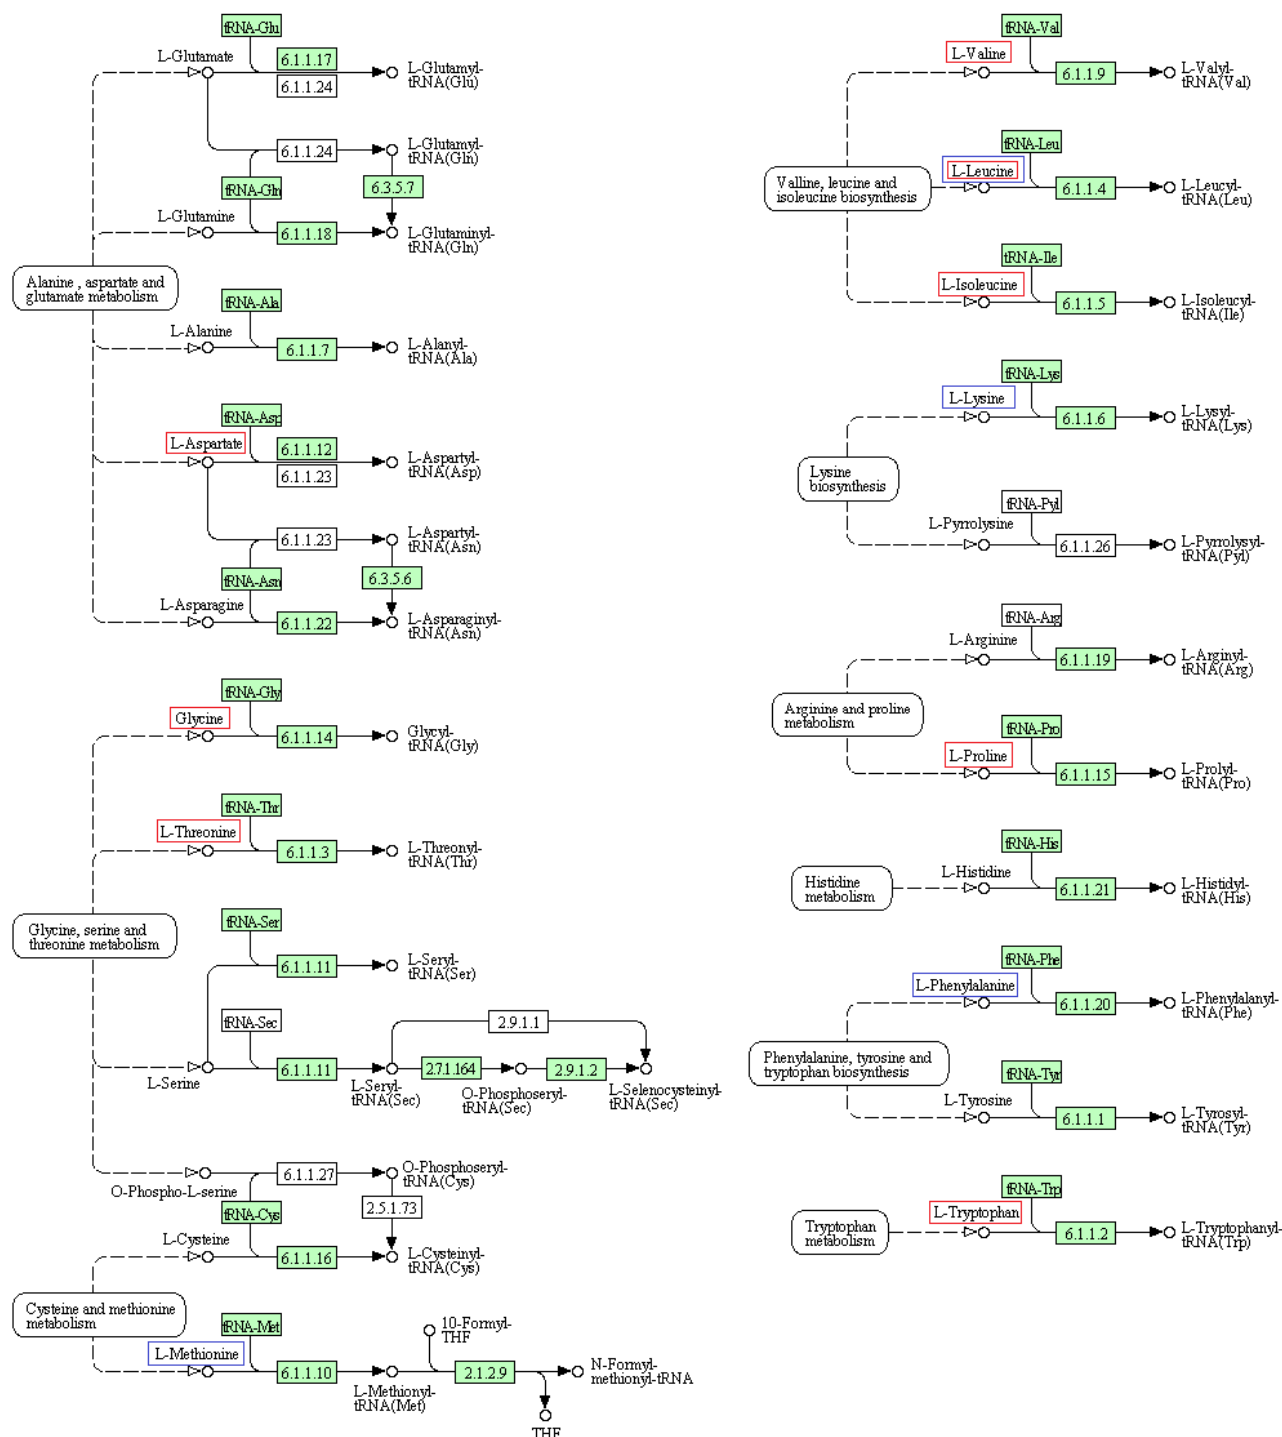 tRNA-Glu
L-Glutamate
6.1.1.17
6.1.1.24
L-Glutamyl-
tRNA(Glu)
6.1.1.24
L-Glutamyl-
tRNA(Gln)
tRNA-Gln
6.3.5.7
L-Glutamine
6.1.1.18
L-Glutaminyl-
tRNA(Gln)
Alanine , aspartate and
glutamate metabolism
tRNA-Ala
L-Alanine
6.1.1.7
L-Alanyl-
tRNA(Ala)
tRNA-Asp
L-Aspartate
6.1.1.12
6.1.1.23
L-Aspartyl-
tRNA(Asp)
6.1.1.23
L-Aspartyl-
tRNA(Asn)
tRNA-Asn
6.3.5.6
L-Asparagine
6.1.1.22
L-Asparaginyl-
tRNA(Asn)
tRNA-Gly
Glycine
6.1.1.14
Glycyl-
tRNA(Gly)
tRNA-Thr
L-Threonine
6.1.1.3
L-Threonyl-
tRNA(Thr)
Glycine, serine and
threonine metabolism
tRNA-Ser
6.1.1.11
L-Seryl-
tRNA(Ser)
tRNA-Sec
2.9.1.1
L-Serine
6.1.1.11
L-Seryl-
tRNA(Sec)
2.7.1.164
O-Phosphoseryl-
tRNA(Sec)
2.9.1.2
L-Selenocysteinyl-
tRNA(Sec)
O-Phospho-L-serine
6.1.1.27
O-Phosphoseryl-
tRNA(Cys)
tRNA-Cys
2.5.1.73
L-Cysteine
6.1.1.16
L-Cysteinyl-
tRNA(Cys)
Cysteine and methionine
metabolism
tRNA-Met
L-Methionine
6.1.1.10
L-Methionyl-
tRNA(Met)
10-Formyl-
THF
2.1.2.9
N-Formyl-
methionyl-tRNA
THF
tRNA-Val
L-Valine
6.1.1.9
L-Valyl-
tRNA(Val)
tRNA-Leu
L-Leucine
Valline, leucine and
isoleucine biosynthesis
6.1.1.4
L-Leucyl-
tRNA(Leu)
tRNA-Ile
L-Isoleucine
6.1.1.5
L-Isoleucyl-
tRNA(Ile)
tRNA-Lys
L-Lysine
6.1.1.6
L-Lysyl-
tRNA(Lys)
Lysine
biosynthesis
tRNA-Pyl
L-Pyrrolysine
6.1.1.26
L-Pyrrolysyl-
tRNA(Pyl)
tRNA-Arg
L-Arginine
6.1.1.19
L-Arginyl-
tRNA(Arg)
Arginine and proline
metabolism
tRNA-Pro
L-Proline
6.1.1.15
L-Prolyl-
tRNA(Pro)
tRNA-His
L-Histidine
Histidine
metabolism
6.1.1.21
L-Histidyl-
tRNA(His)
tRNA-Phe
L-Phenylalanine
6.1.1.20
L-Phenylalanyl-
tRNA(Phe)
Phenylalanine, tyrosine and
tryptophan biosynthesis
tRNA-Tyr
L-Tyrosine
6.1.1.1
L-Tyrosyl-
tRNA(Tyr)
tRNA-Trp
L-Tryptophan
Tryptophan
metabolism
6.1.1.2
L-Tryptophanyl-
tRNA(Trp)